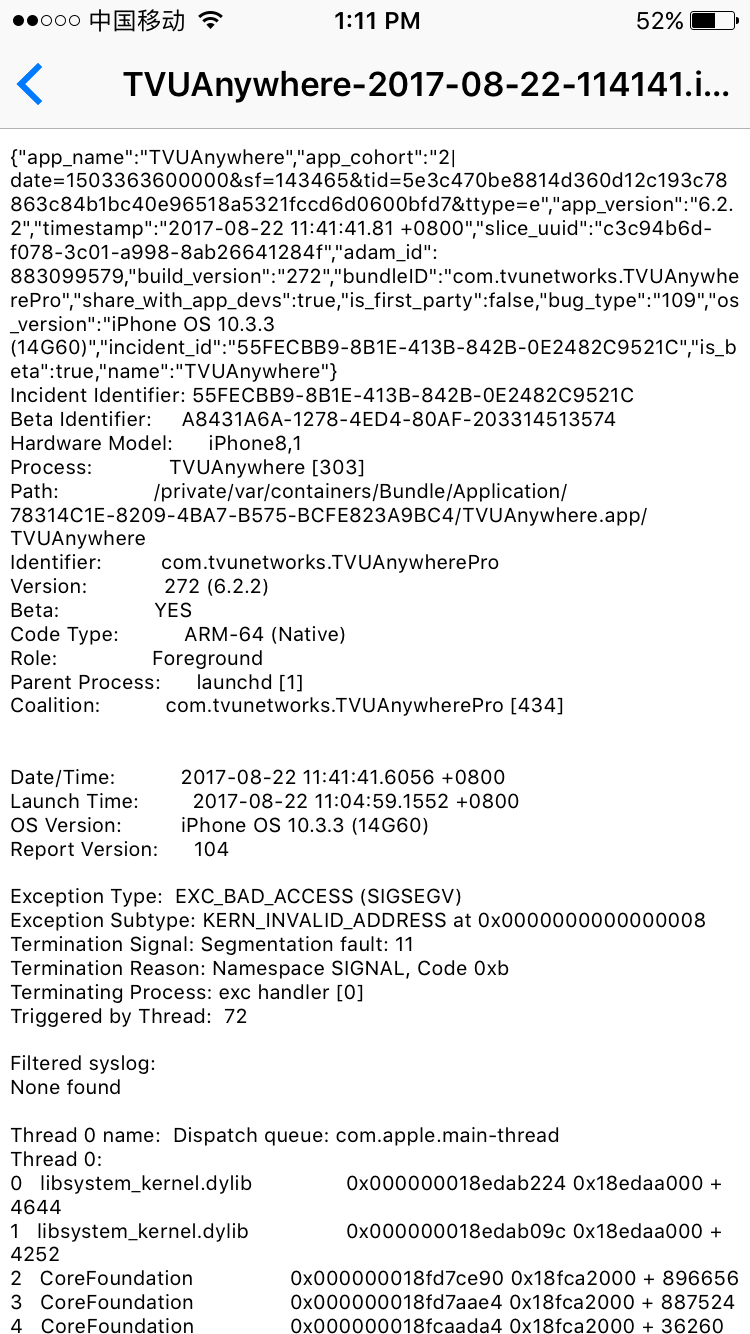 中国移动 1:11 PM 52%
TVUAnywhere-2017-08-22-114141.i...
{"app_name":"TVUAnywhere","app_cohort":"2|
date=1503363600000&sf=143465&tid=5e3c470be8814d360d12c193c78
863c84b1bc40e96518a5321fccd6d0600bfd7&ttype=e","app_version":"6.2.
2","timestamp":"2017-08-22 11:41:41.81 +0800","slice_uuid":"c3c94b6d-
f078-3c01-a998-8ab26641284f","adam_id":
883099579,"build_version":"272","bundleID":"com.tvunetworks.TVUAnywhe
rePro","share_with_app_devs":true,"is_first_party":false,"bug_type":"109","os
_version":"iPhone OS 10.3.3
(14G60)","incident_id":"55FECBB9-8B1E-413B-842B-0E2482C9521C","is_b
eta":true,"name":"TVUAnywhere"}
Incident Identifier: 55FECBB9-8B1E-413B-842B-0E2482C9521C
Beta Identifier: A8431A6A-1278-4ED4-80AF-203314513574
Hardware Model: iPhone8,1
Process: TVUAnywhere [303]
Path: /private/var/containers/Bundle/Application/
78314C1E-8209-4BA7-B575-BCFE823A9BC4/TVUAnywhere.app/
TVUAnywhere
Identifier: com.tvunetworks.TVUAnywherePro
Version: 272 (6.2.2)
Beta: YES
Code Type: ARM-64 (Native)
Role: Foreground
Parent Process: launchd [1]
Coalition: com.tvunetworks.TVUAnywherePro [434]
Date/Time: 2017-08-22 11:41:41.6056 +0800
Launch Time: 2017-08-22 11:04:59.1552 +0800
OS Version: iPhone OS 10.3.3 (14G60)
Report Version: 104
Exception Type: EXC_BAD_ACCESS (SIGSEGV)
Exception Subtype: KERN_INVALID_ADDRESS at 0x0000000000000008
Termination Signal: Segmentation fault: 11
Termination Reason: Namespace SIGNAL, Code 0xb
Terminating Process: exc handler [0]
Triggered by Thread: 72
Filtered syslog:
None found
Thread 0 name: Dispatch queue: com.apple.main-thread
Thread 0:
0 libsystem_kernel.dylib 0x000000018edab224 0x18edaa000 +
4644
1 libsystem_kernel.dylib 0x000000018edab09c 0x18edaa000 +
4252
2 CoreFoundation 0x000000018fd7ce90 0x18fca2000 + 896656
3 CoreFoundation 0x000000018fd7aae4 0x18fca2000 + 887524
4 CoreFoundation 0x000000018fcaada4 0x18fca2000 + 36260